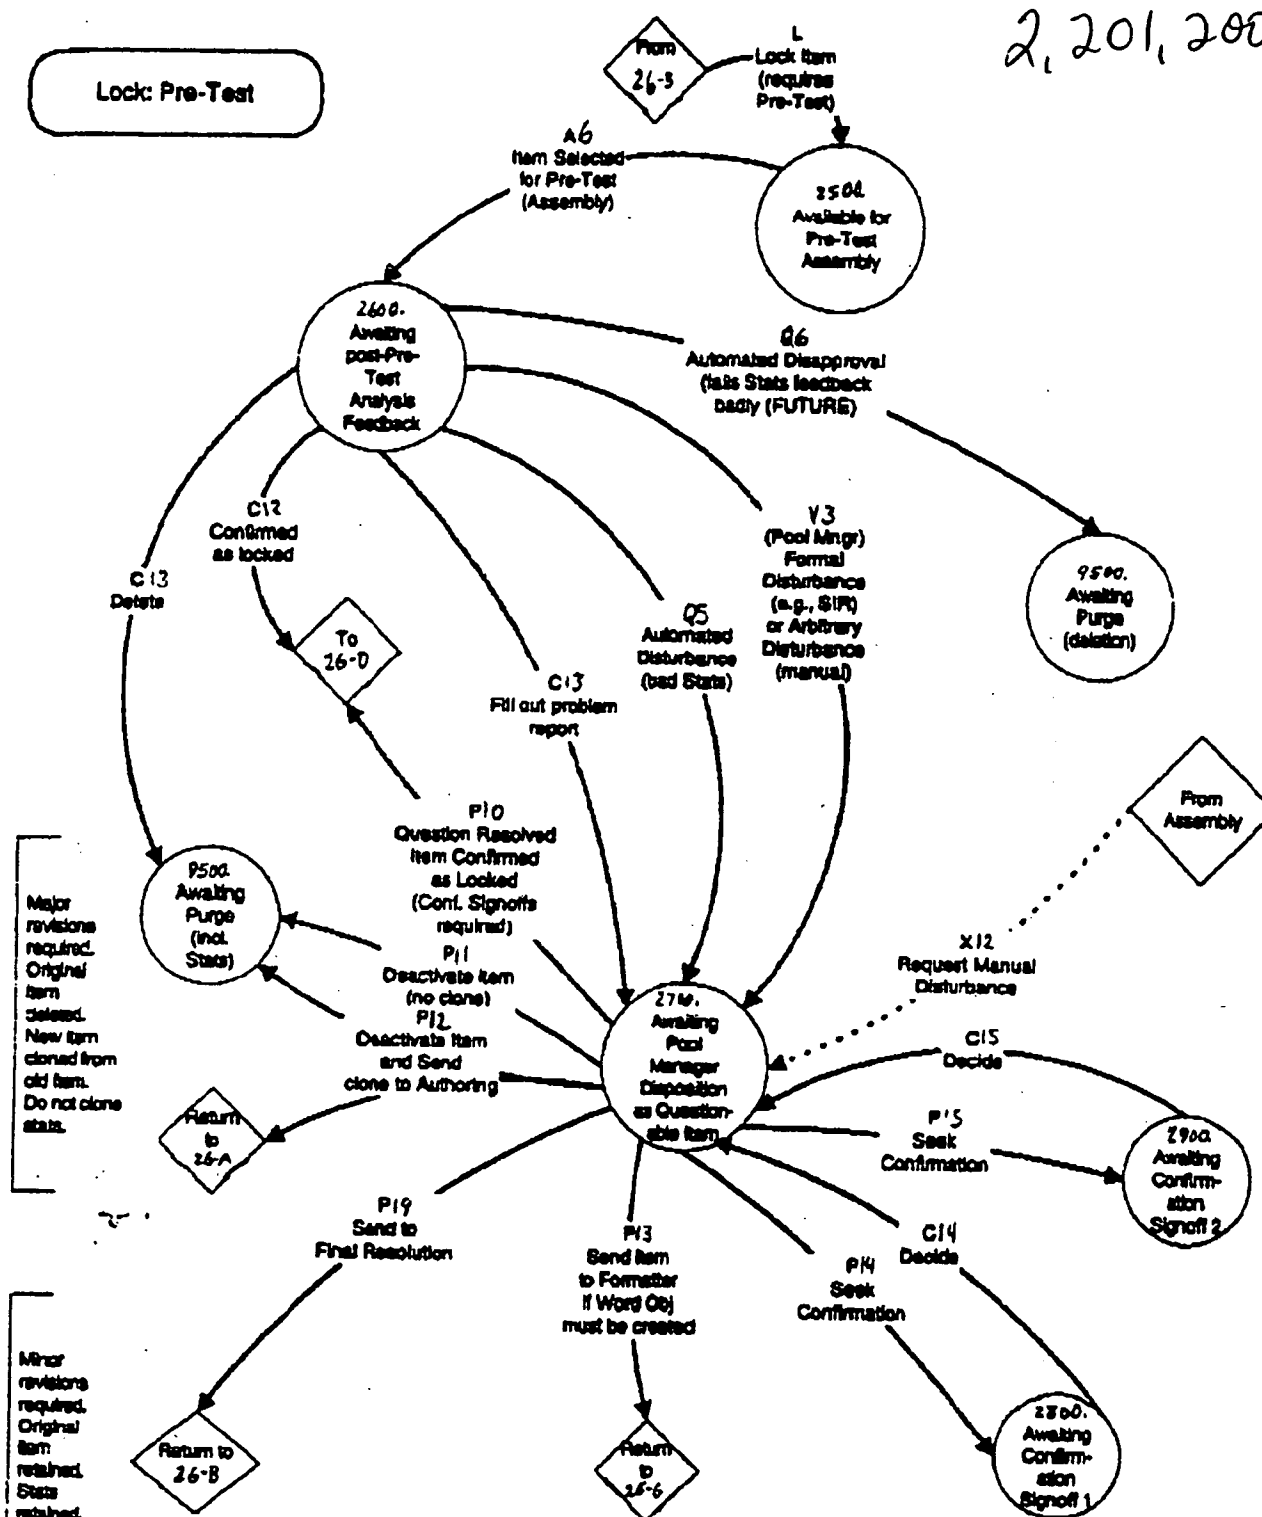 2,201,200
Lock: Pre-Test
From
26-3
L
Lock Item
(requires
Pre-Test)
A6
Item Selected
for Pre-Test
(Assembly)
2500.
Available for
Pre-Test
Assembly
2600.
Awaiting
post-Pre-
Test
Analysis
Feedback
Q6
Automated Disapproval
(fails Stats feedback
badly (FUTURE)
C12
Confirmed
as locked
V3
(Pool Mngr)
Formal
Disturbance
(e.g., SIR)
or Arbitrary
Disturbance
(manual)
9500.
Awaiting
Purge
(deletion)
C13
Delete
To
26-D
Q5
Automated
Disturbance
(bad Stats)
C13
Fill out problem
report
From
Assembly
P10
Question Resolved
Item Confirmed
as Locked
(Conf. Signoffs
required)
9500.
Awaiting
Purge
(incl.
Stats)
Major
revisions
required.
Original
item
deleted.
New item
cloned from
old item.
Do not clone
stats.
P11
Deactivate item
(no clone)
X12
Request Manual
Disturbance
P12
Deactivate Item
and Send
clone to Authoring
2700.
Awaiting
Pool
Manager
Disposition
as Question-
able Item
C15
Decide
Return
to
26-A
P15
Seek
Confirmation
2900.
Awaiting
Confirm-
ation
Signoff 2
P19
Send to
Final Resolution
P13
Send Item
to Formatter
if Word Obj
must be created
C14
Decide
P14
Seek
Confirmation
Minor
revisions
required.
Original
item
retained.
Stats
retained.
Return to
26-B
Return
to
26-G
2800.
Awaiting
Confirm-
ation
Signoff 1